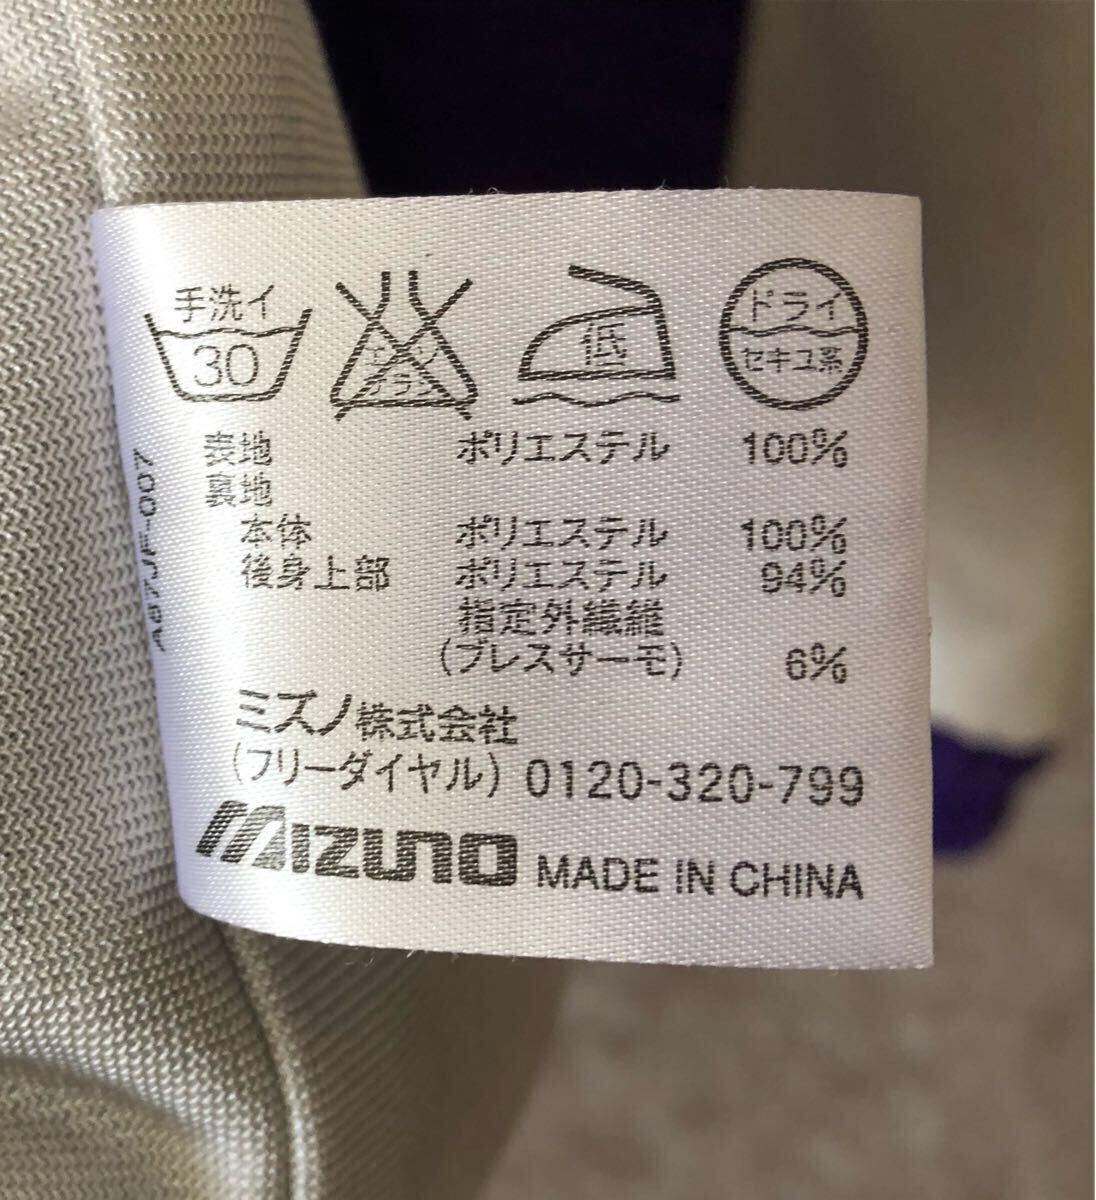 手洗イ
30
エンソ
サラシ
低
ドライ
セキユ系
表地 ポリエステル 100%
裏地
本体 ポリエステル 100%
後身上部 ポリエステル 94%
指定外繊維
(ブレスサーモ) 6%
ミズノ株式会社
(フリーダイヤル) 0120-320-799
MIZUNO MADE IN CHINA
A87JF-007